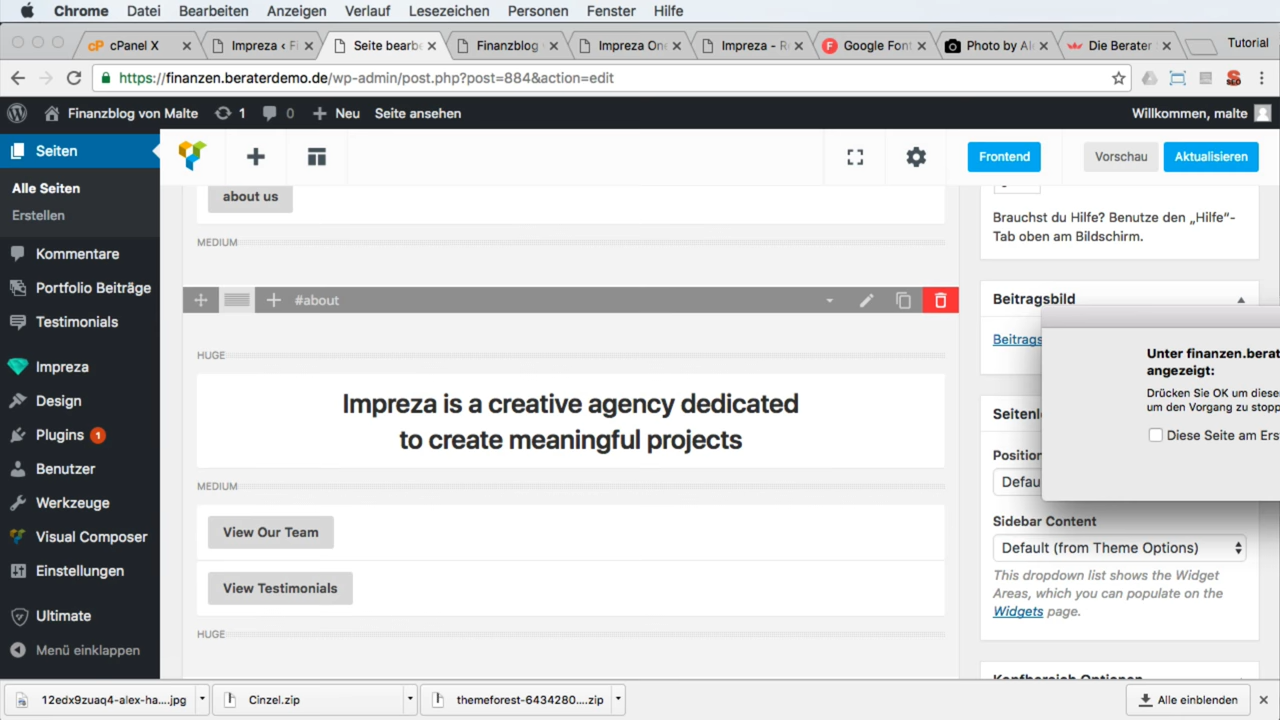 Chrome Datei Bearbeiten Anzeigen Verlauf Lesezeichen Personen Fenster Hilfe
cP cPanel X Impreza ‹ Fi Seite bearb Finanzblog Impreza One Impreza - R F Google Font Photo by Al Die Berater Tutorial
https://finanzen.beraterdemo.de/wp-admin/post.php?post=884&action=edit SEO
Finanzblog von Malte 1 0 Neu Seite ansehen Willkommen, malte
Seiten
Alle Seiten
Erstellen
Kommentare
Portfolio Beiträge
Testimonials
Impreza
Design
Plugins 1
Benutzer
Werkzeuge
Visual Composer
Einstellungen
Ultimate
Menü einklappen
Frontend Vorschau Aktualisieren
about us
MEDIUM
#about
HUGE
Impreza is a creative agency dedicated
to create meaningful projects
MEDIUM
View Our Team
View Testimonials
HUGE
Brauchst du Hilfe? Benutze den „Hilfe“-
Tab oben am Bildschirm.
Beitragsbild
Beitrags
Unter finanzen.berat
angezeigt:
Drücken Sie OK um diese
um den Vorgang zu stopp
Diese Seite am Ers
Seitenl
Position
Defau
Sidebar Content
Default (from Theme Options)
This dropdown list shows the Widget
Areas, which you can populate on the
Widgets page.
Kopfbereich Optionen
12edx9zuaq4-alex-ha....jpg Cinzel.zip themeforest-6434280....zip Alle einblenden